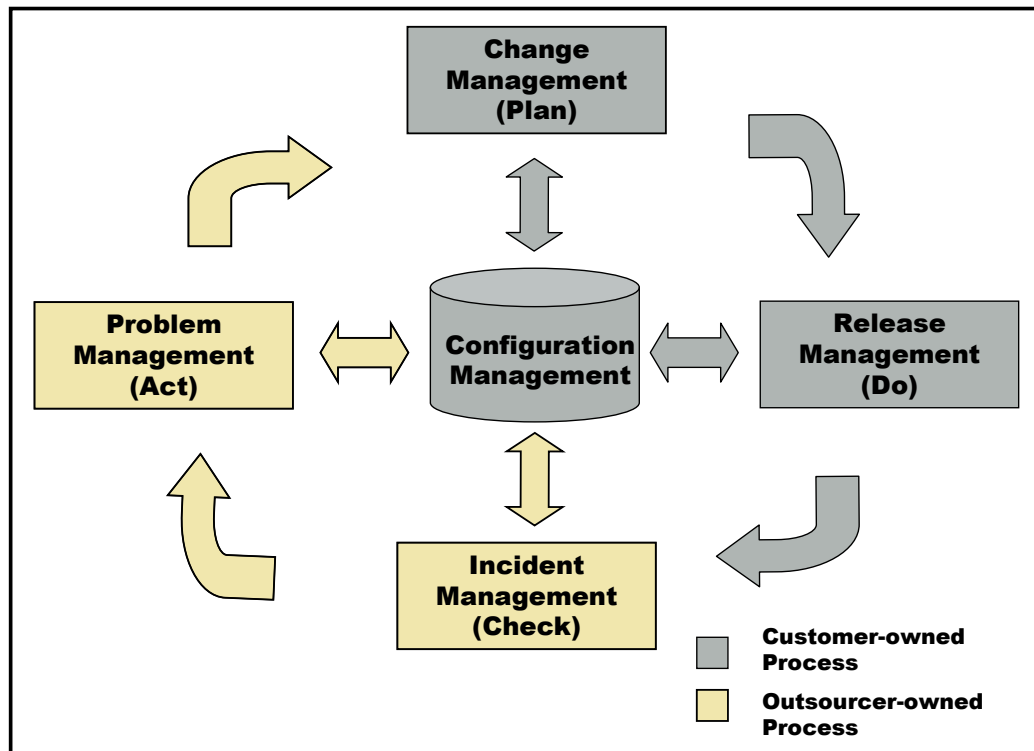 Change
Management
(Plan)
Problem
Management
(Act)
Configuration
Management
Release
Management
(Do)
Incident
Management
(Check)
Customer-owned
Process
Outsourcer-owned
Process